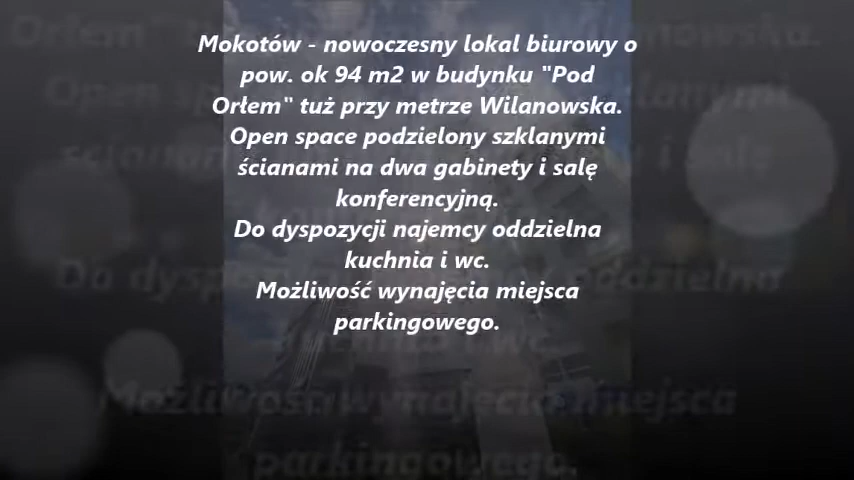 Mokotów - nowoczesny lokal biurowy o
pow. ok 94 m2 w budynku "Pod
Orłem" tuż przy metrze Wilanowska.
Open space podzielony szklanymi
ścianami na dwa gabinety i salę
konferencyjną.
Do dyspozycji najemcy oddzielna
kuchnia i wc.
Możliwość wynajęcia miejsca
parkingowego.